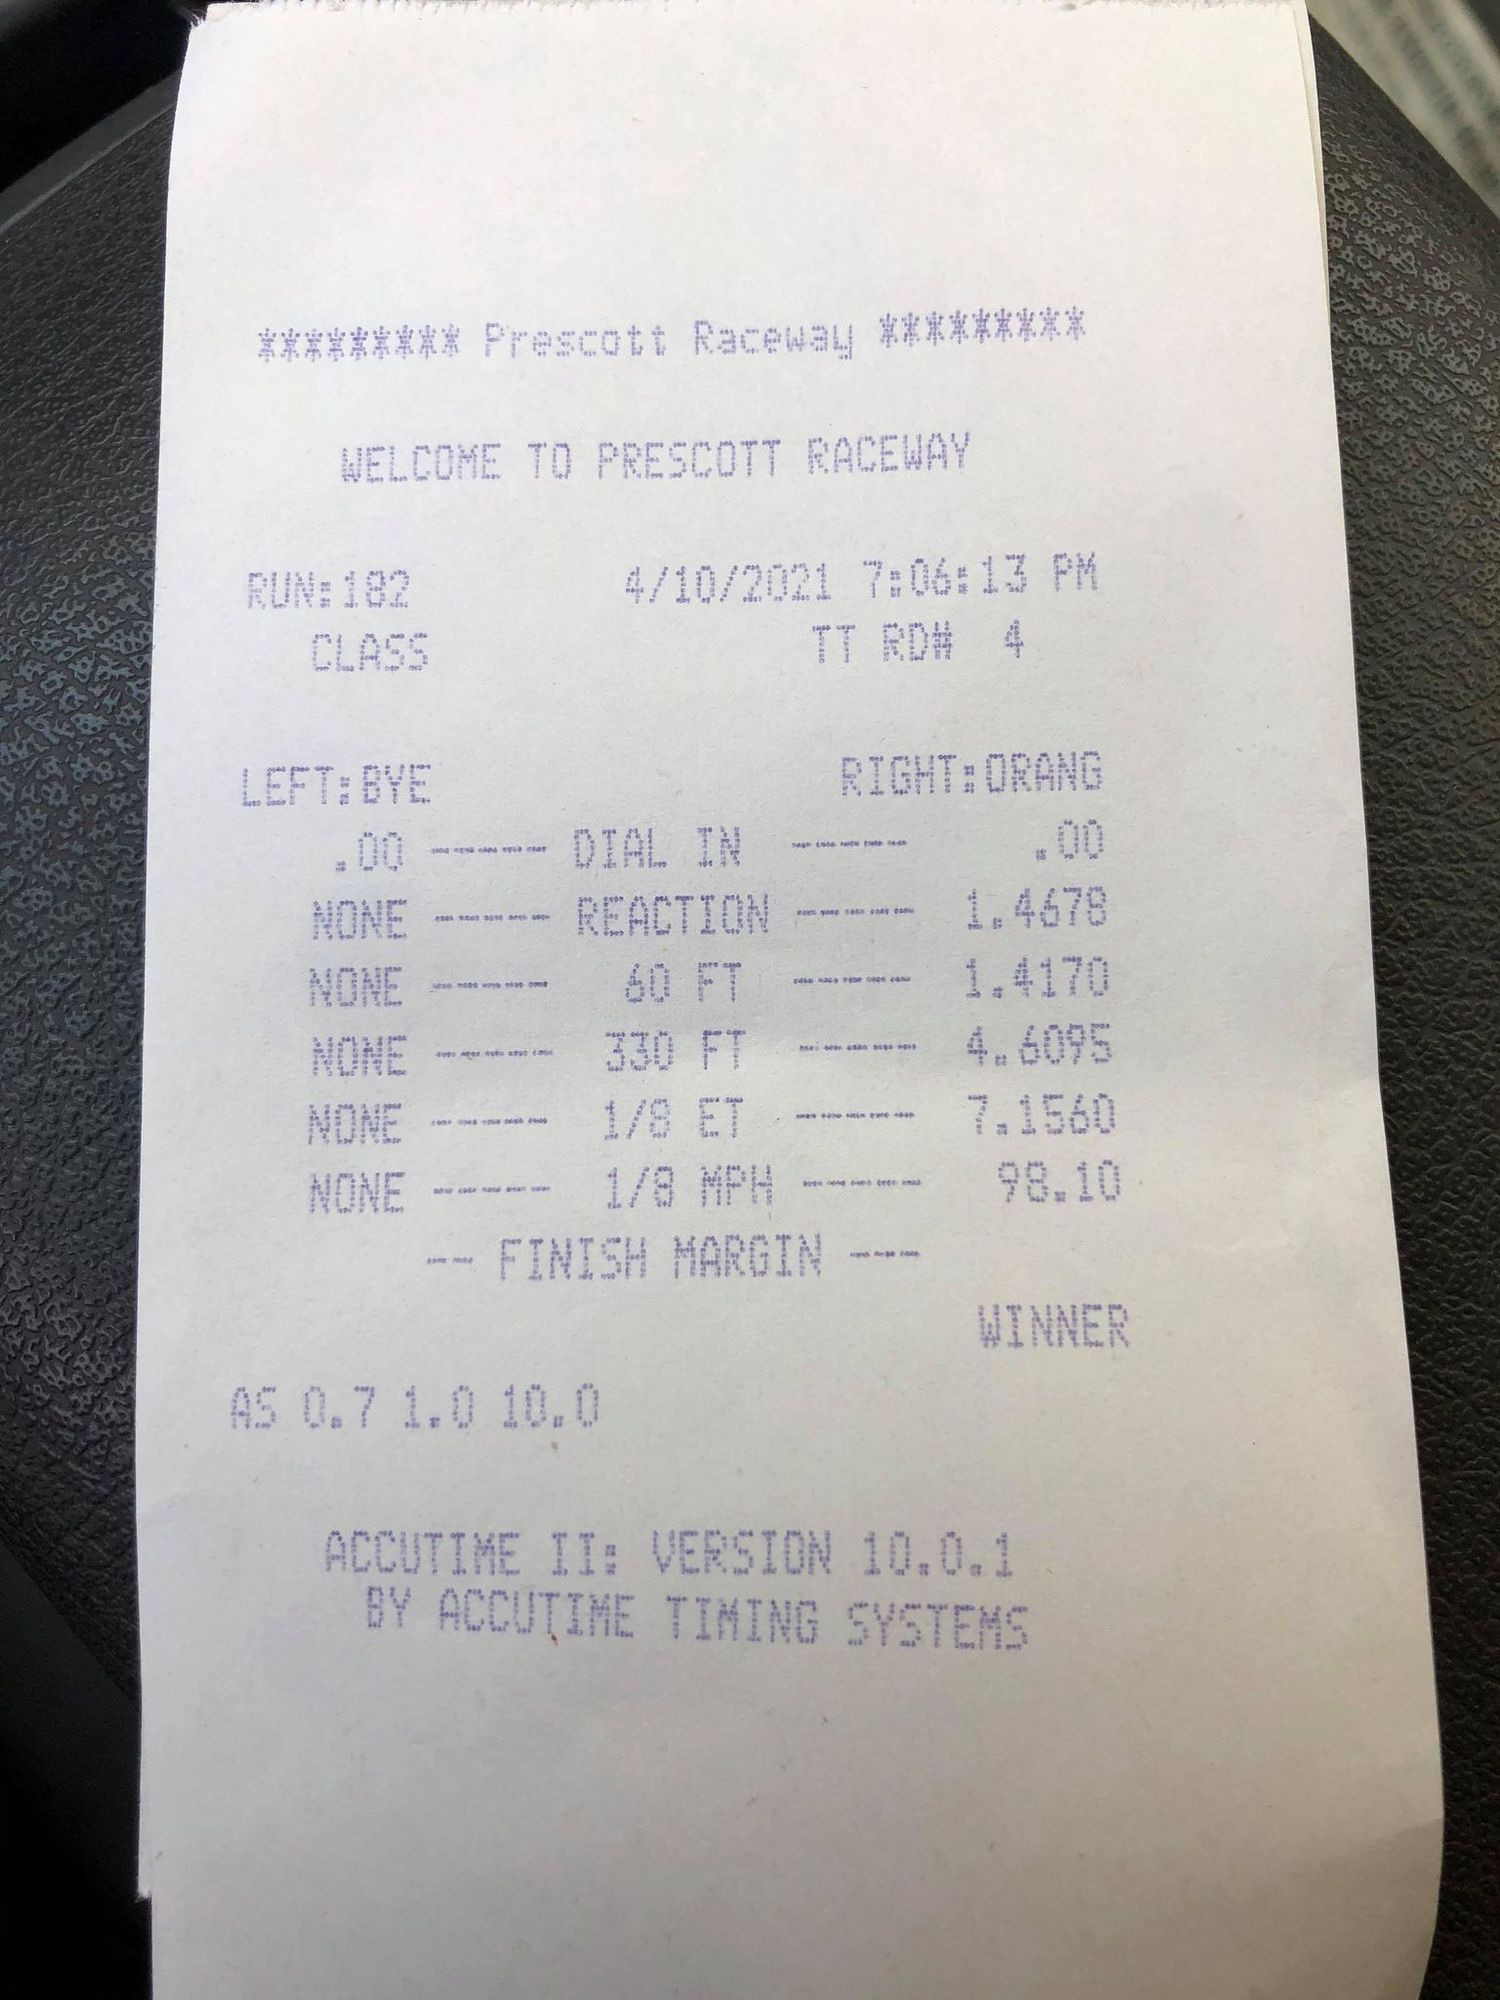 ********* Prescott Raceway *********
WELCOME TO PRESCOTT RACEWAY
RUN:182 4/10/2021 7:06:13 PM
CLASS TT RD# 4
LEFT:BYE RIGHT:ORANG
.00 ----- DIAL IN ----- .00
NONE ----- REACTION ----- 1.4678
NONE ----- 60 FT ----- 1.4170
NONE ----- 330 FT ----- 4.6095
NONE ----- 1/8 ET ----- 7.1560
NONE ----- 1/8 MPH ----- 98.10
-- FINISH MARGIN ---
WINNER
AS 0.7 1.0 10.0
ACCUTIME II: VERSION 10.0.1
BY ACCUTIME TIMING SYSTEMS